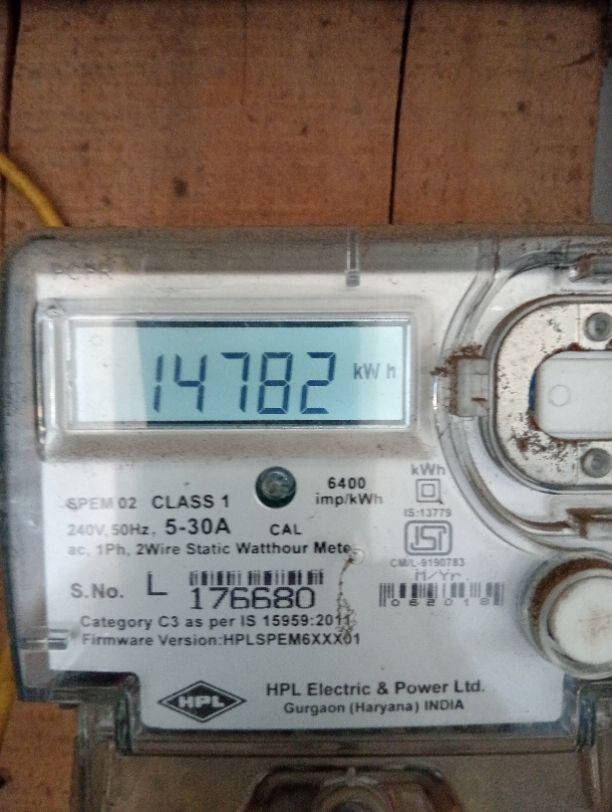 14782 kWh
6400
imp/kWh
kWh
IS:13779
SPEM 02 CLASS 1
240V, 50Hz, 5-30A CAL
ac, 1Ph, 2Wire Static Watthour Mete
CM/L-9190783
M/Yr.
S.No. L 176680
062018
Category C3 as per IS 15959:2011
Firmware Version:HPLSPEM6XXX01
HPL
HPL Electric & Power Ltd.
Gurgaon (Haryana) INDIA